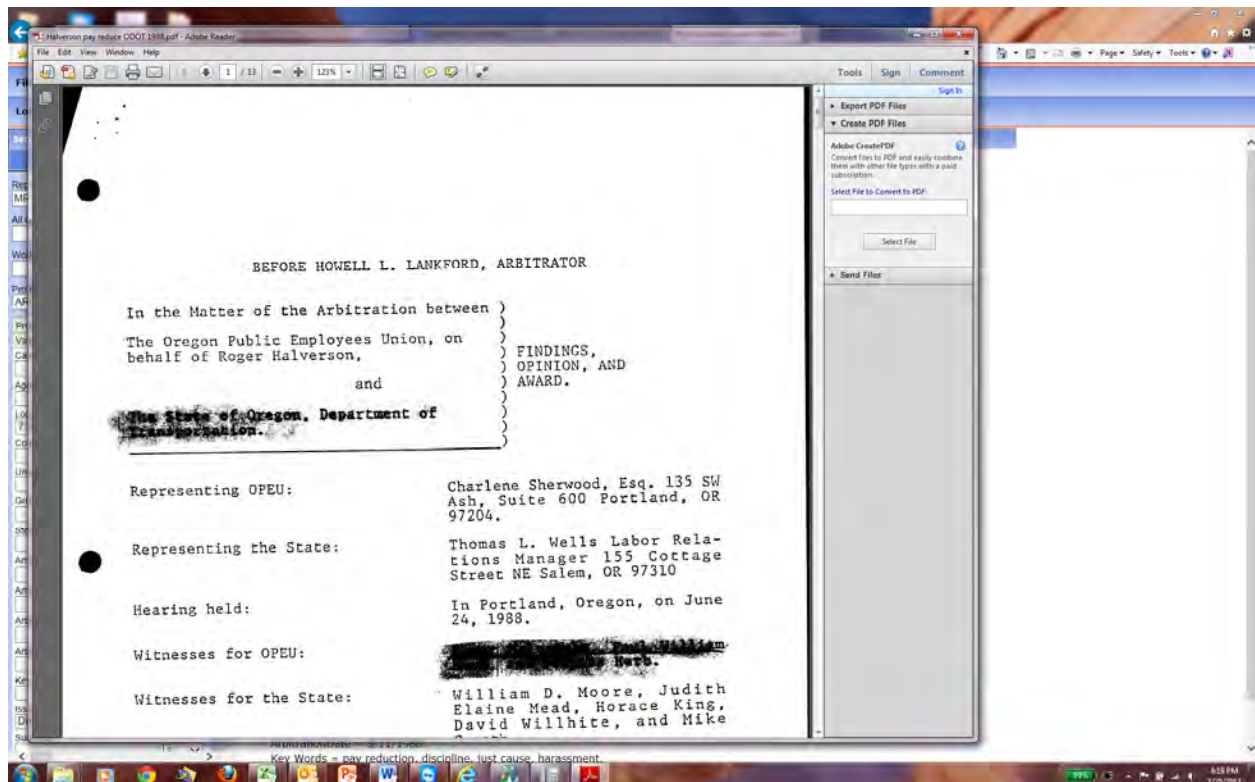 Halverson pay reduce ODOT 1988.pdf - Adobe Reader
File Edit View Window Help
1 / 13 123% Tools Sign Comment
Page Safety Tools
Sign In
Export PDF Files
Create PDF Files
Adobe CreatePDF
Convert files to PDF and easily combine
them with other file types with a paid
subscription.
Select File to Convert to PDF:
Select File
Send Files
BEFORE HOWELL L. LANKFORD, ARBITRATOR
In the Matter of the Arbitration between )
The Oregon Public Employees Union, on )
behalf of Roger Halverson, ) FINDINGS,
) OPINION, AND
and ) AWARD.
The State of Oregon, Department of )
Transportation. )
Representing OPEU: Charlene Sherwood, Esq. 135 SW
Ash, Suite 600 Portland, OR
97204.
Representing the State: Thomas L. Wells Labor Rela-
tions Manager 155 Cottage
Street NE Salem, OR 97310
Hearing held: In Portland, Oregon, on June
24, 1988.
Witnesses for OPEU: Paul William
Herb.
Witnesses for the State: William D. Moore, Judith
Elaine Mead, Horace King,
David Willhite, and Mike
Key Words = pay reduction, discipline, just cause, harassment.
99%